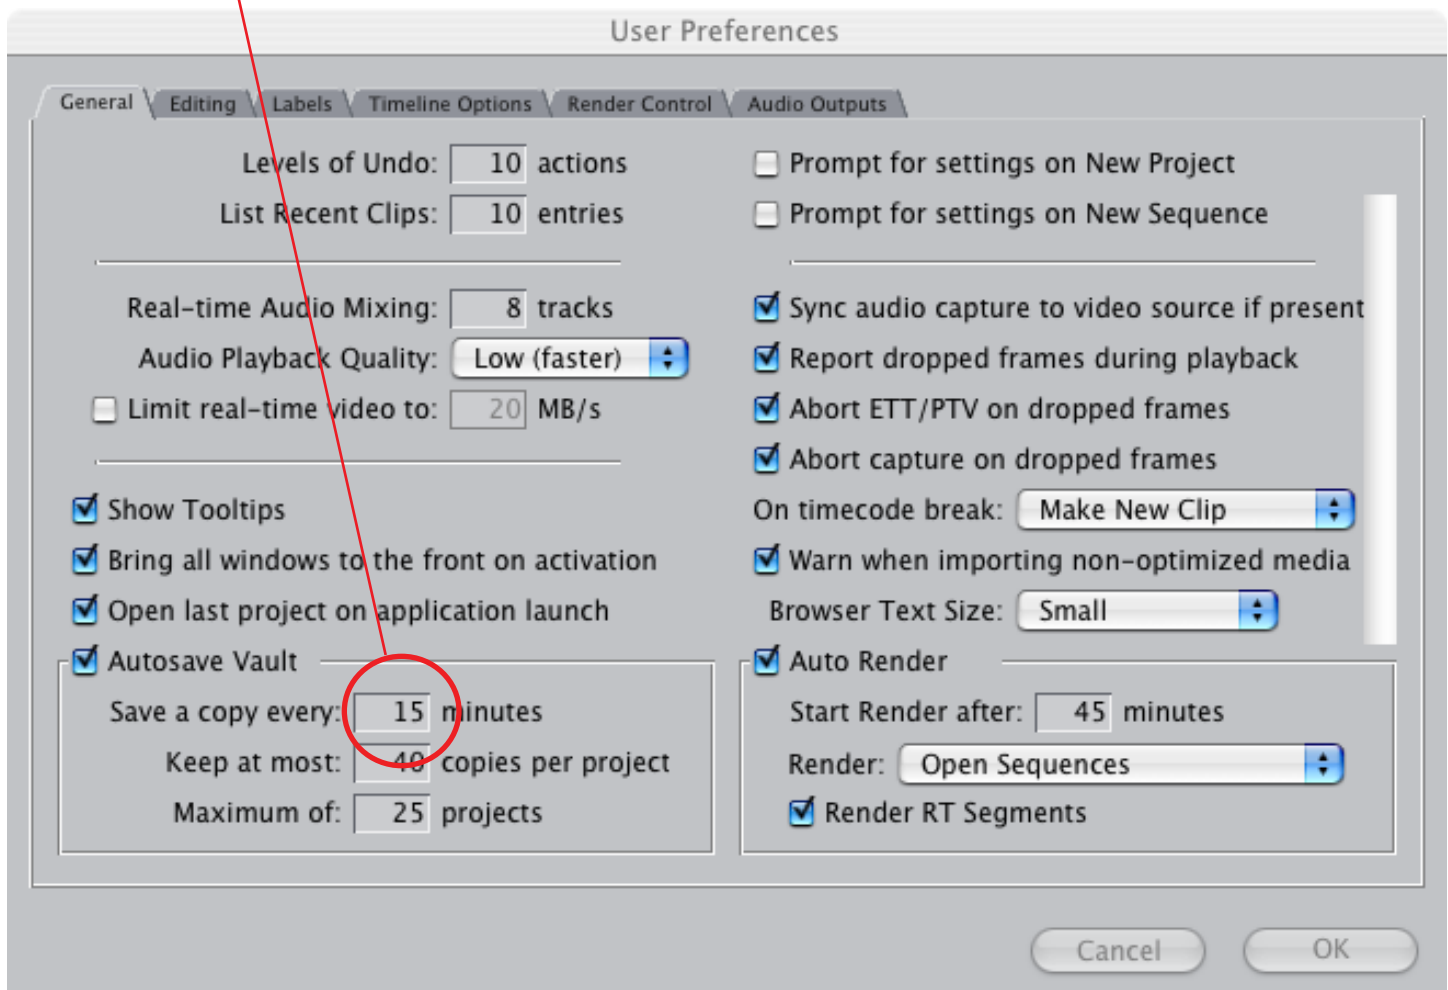 User Preferences
General Editing Labels Timeline Options Render Control Audio Outputs
Levels of Undo: 10 actions
List Recent Clips: 10 entries
Real-time Audio Mixing: 8 tracks
Audio Playback Quality: Low (faster)
Limit real-time video to: 20 MB/s
Show Tooltips
Bring all windows to the front on activation
Open last project on application launch
Autosave Vault
Save a copy every: 15 minutes
Keep at most: 40 copies per project
Maximum of: 25 projects
Prompt for settings on New Project
Prompt for settings on New Sequence
Sync audio capture to video source if present
Report dropped frames during playback
Abort ETT/PTV on dropped frames
Abort capture on dropped frames
On timecode break: Make New Clip
Warn when importing non-optimized media
Browser Text Size: Small
Auto Render
Start Render after: 45 minutes
Render: Open Sequences
Render RT Segments
Cancel OK